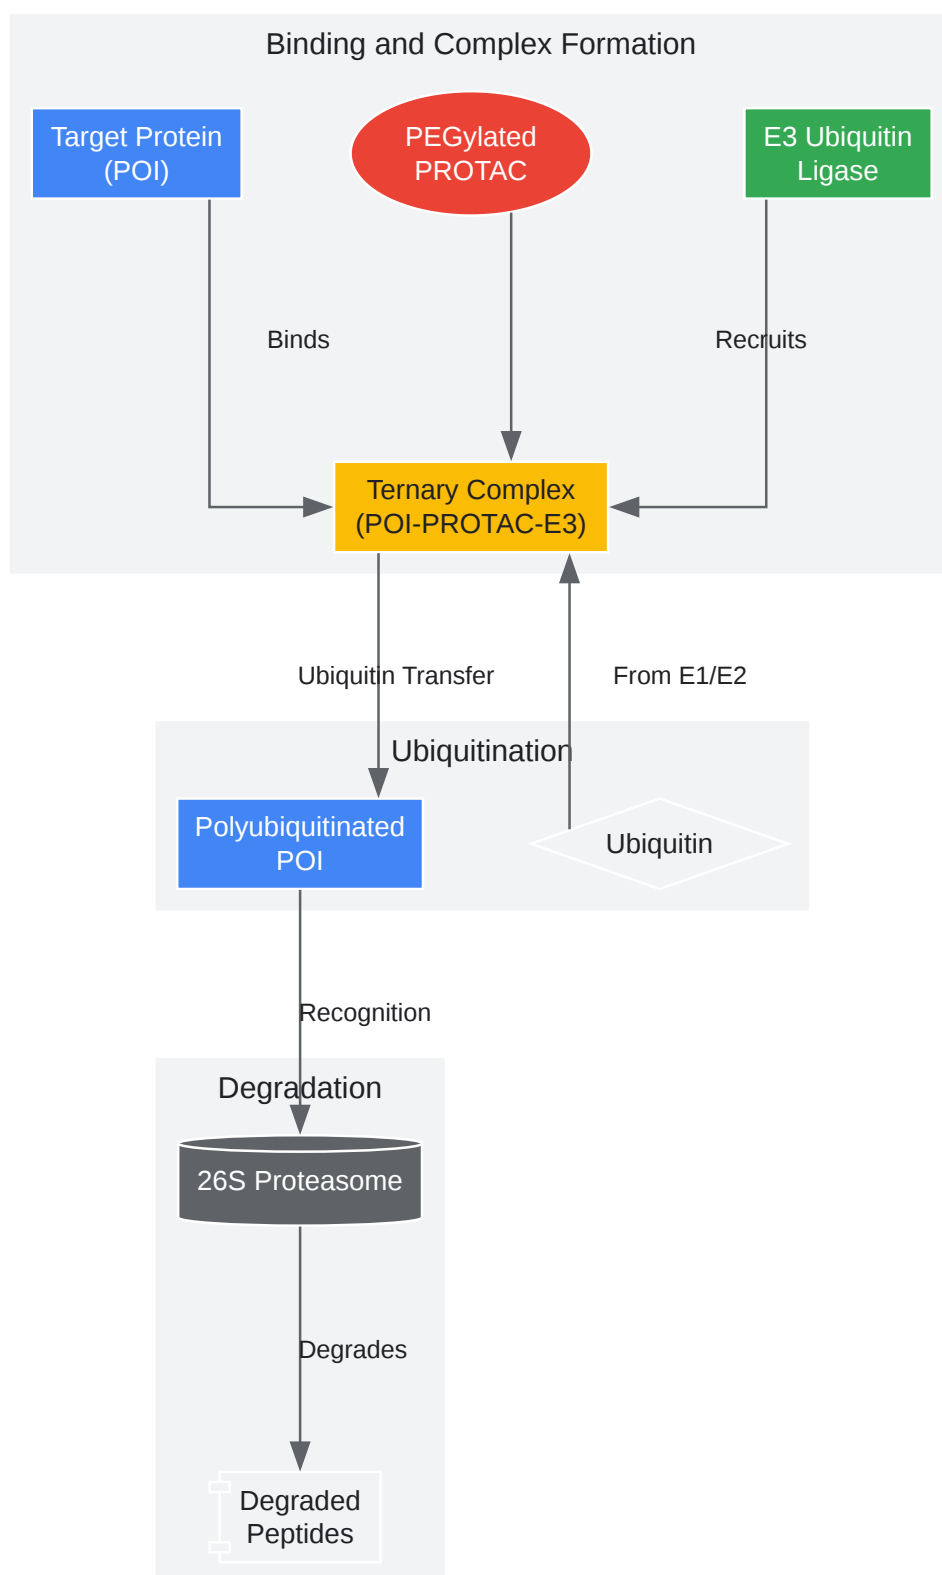 Binding and Complex Formation
Target Protein
(POI)
PEGylated
PROTAC
E3 Ubiquitin
Ligase
Binds
Recruits
Ternary Complex
(POI-PROTAC-E3)
Ubiquitin Transfer
From E1/E2
Ubiquitination
Polyubiquitinated
POI
Ubiquitin
Recognition
Degradation
26S Proteasome
Degrades
Degraded
Peptides